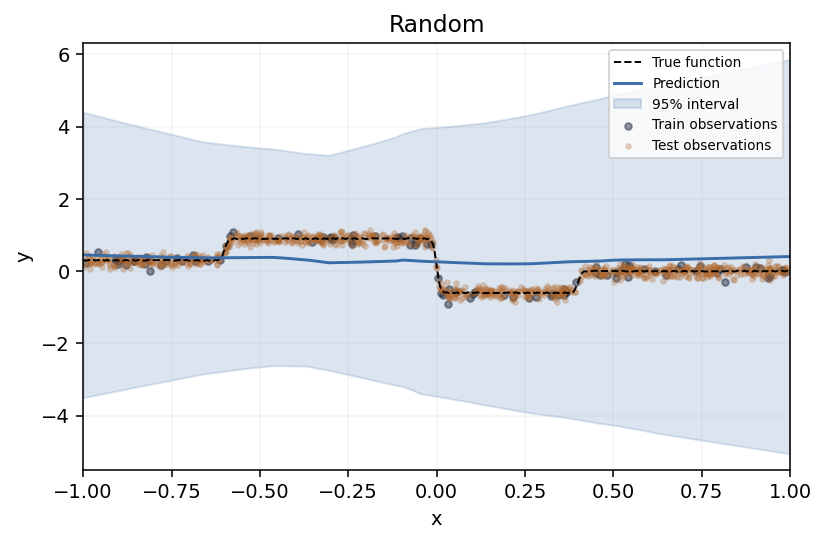 Random
True function
Prediction
95% interval
Train observations
Test observations
6
4
2
0
−2
−4
y
−1.00 −0.75 −0.50 −0.25 0.00 0.25 0.50 0.75 1.00
x